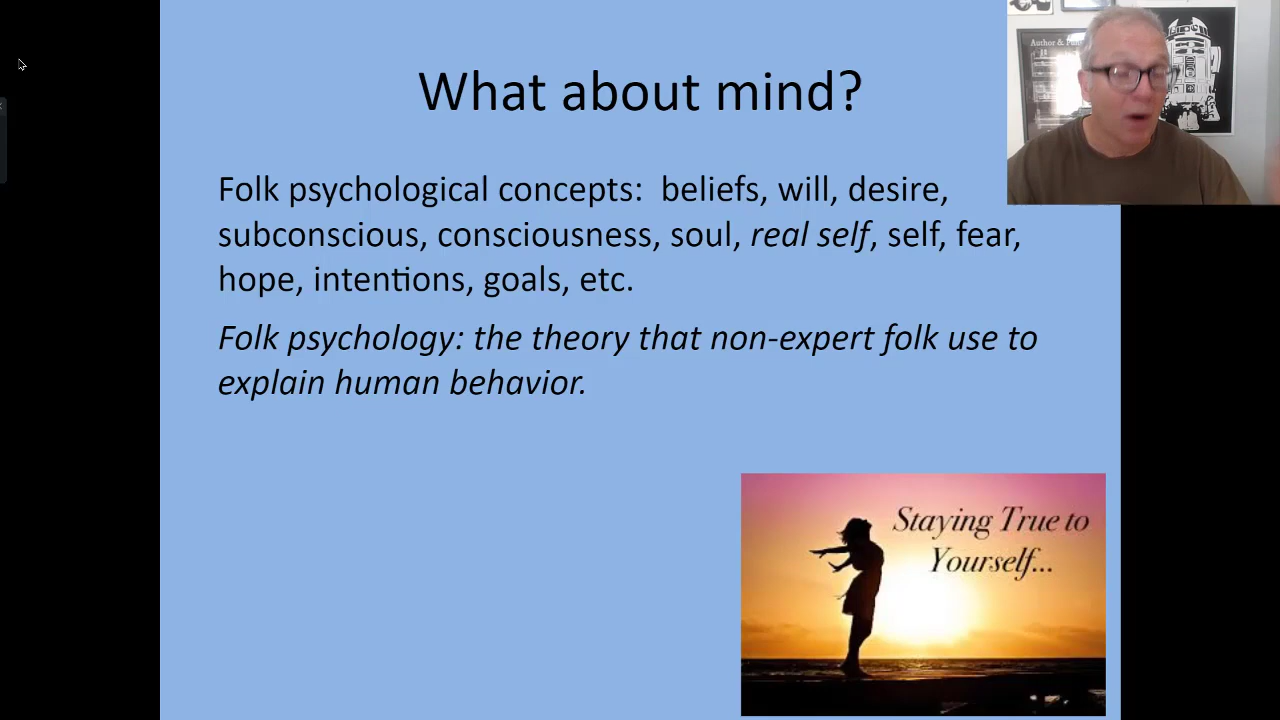 What about mind?
Author &
Folk psychological concepts:  beliefs, will, desire,
subconscious, consciousness, soul, real self, self, fear,
hope, intentions, goals, etc.
Folk psychology: the theory that non-expert folk use to
explain human behavior.
Staying True to
Yourself...